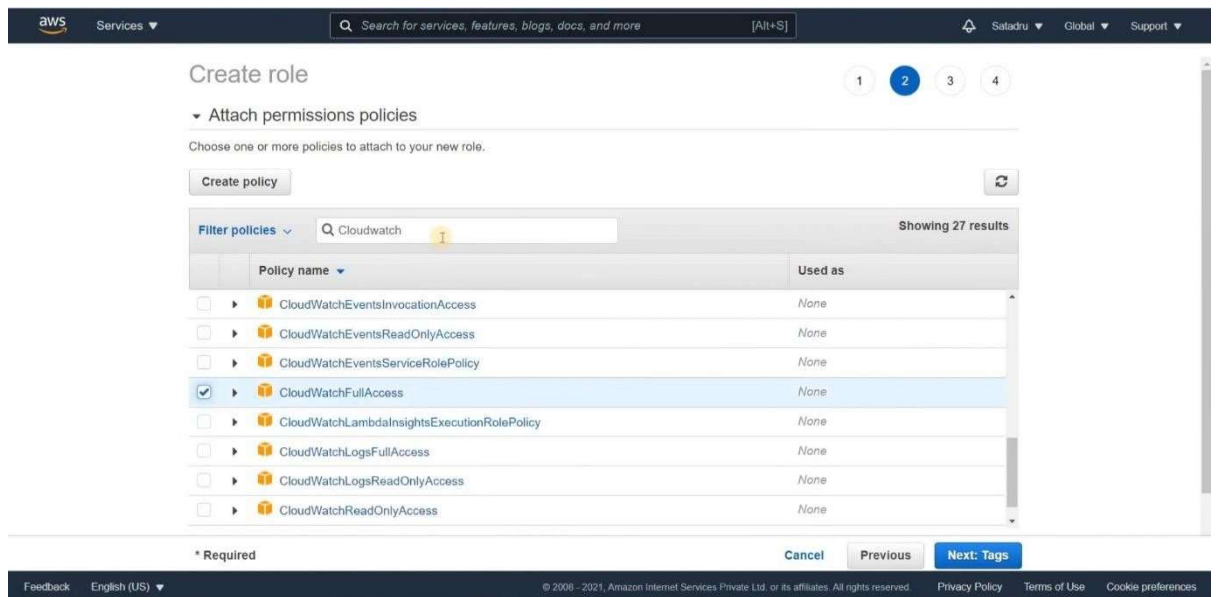 aws Services Search for services, features, blogs, docs, and more [Alt+S] Satadru Global Support
Create role 1 2 3 4
Attach permissions policies
Choose one or more policies to attach to your new role.
Create policy
Filter policies Cloudwatch Showing 27 results
Policy name Used as
CloudWatchEventsInvocationAccess None
CloudWatchEventsReadOnlyAccess None
CloudWatchEventsServiceRolePolicy None
CloudWatchFullAccess None
CloudWatchLambdaInsightsExecutionRolePolicy None
CloudWatchLogsFullAccess None
CloudWatchLogsReadOnlyAccess None
CloudWatchReadOnlyAccess None
* Required Cancel Previous Next: Tags
Feedback English (US) © 2008 - 2021, Amazon Internet Services Private Ltd. or its affiliates. All rights reserved. Privacy Policy Terms of Use Cookie preferences